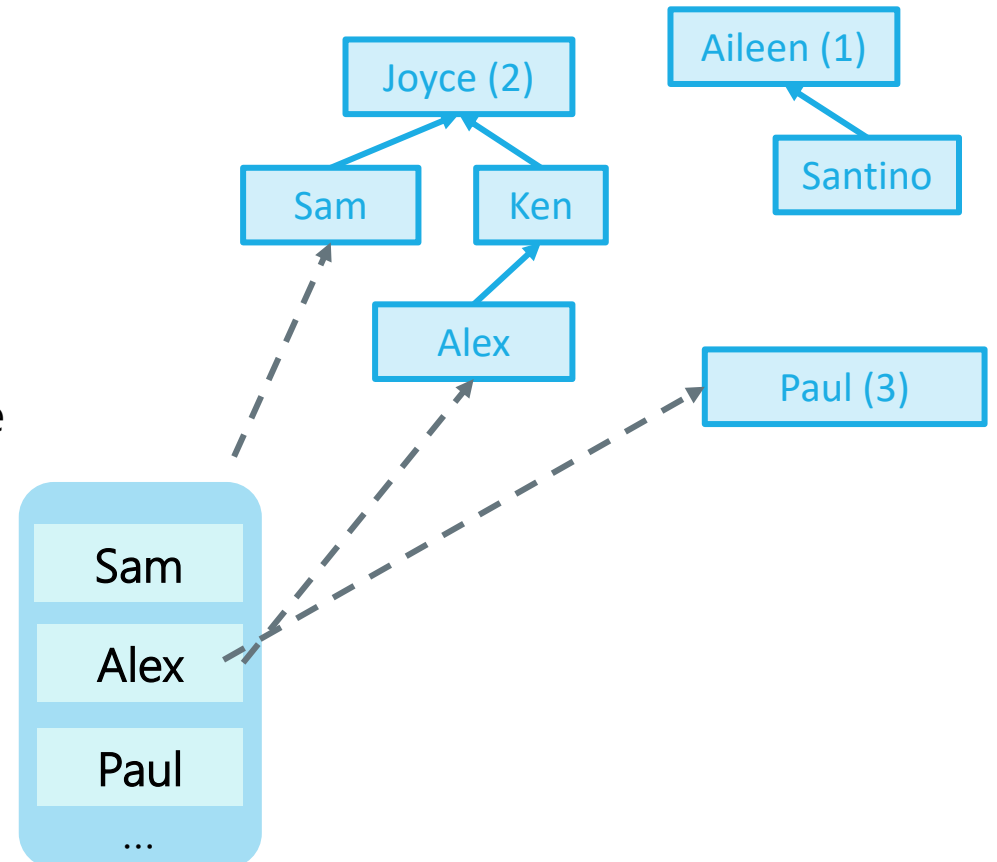 Joyce (2)
Aileen (1)
Sam
Ken
Santino
Alex
Paul (3)
e
Sam
Alex
Paul
...